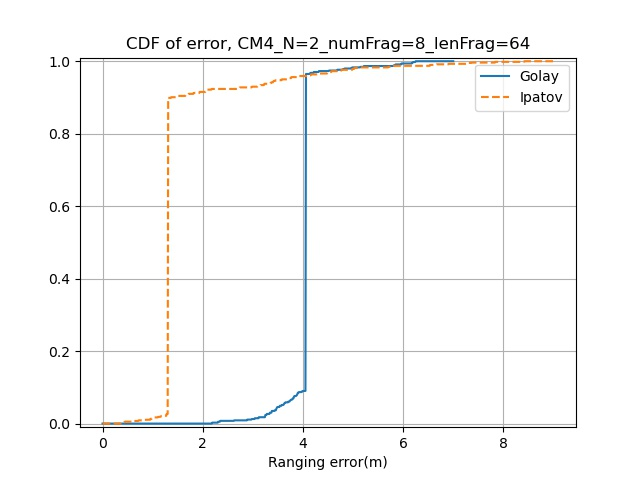 CDF of error, CM4_N=2_numFrag=8_lenFrag=64
1.0
0.8
0.6
0.4
0.2
0.0
Golay
Ipatov
0 2 4 6 8
Ranging error(m)